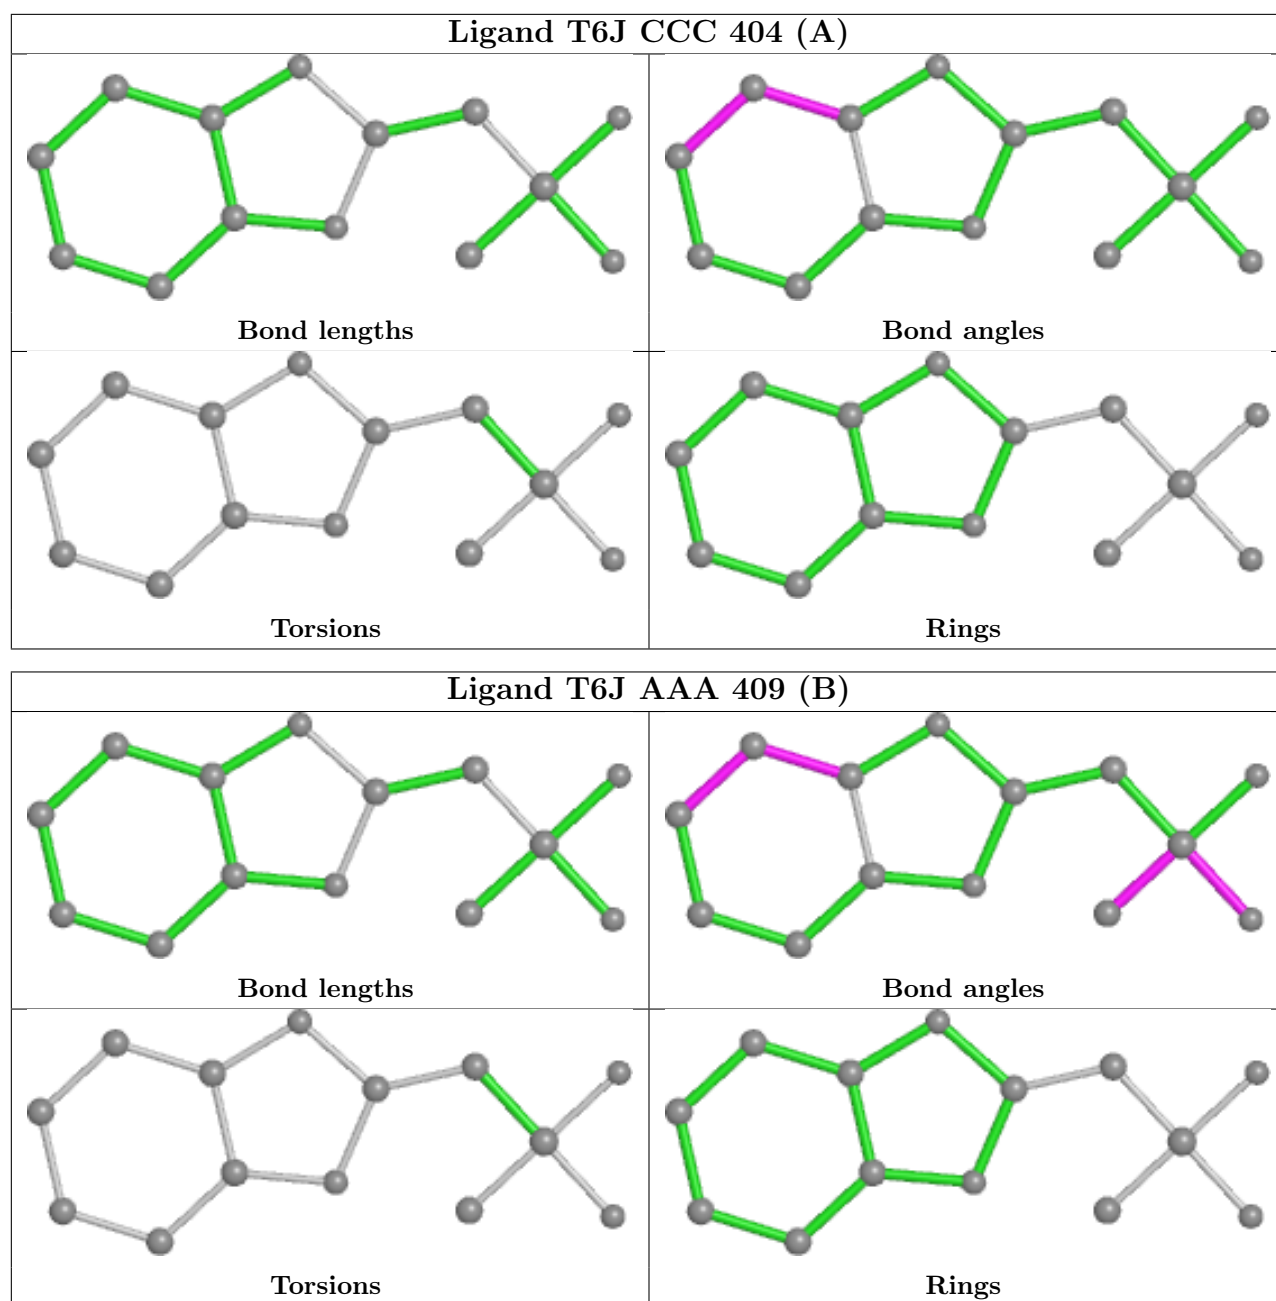 Ligand T6J CCC 404 (A)
Bond lengths
Bond angles
Torsions
Rings
Ligand T6J AAA 409 (B)
Bond lengths
Bond angles
Torsions
Rings